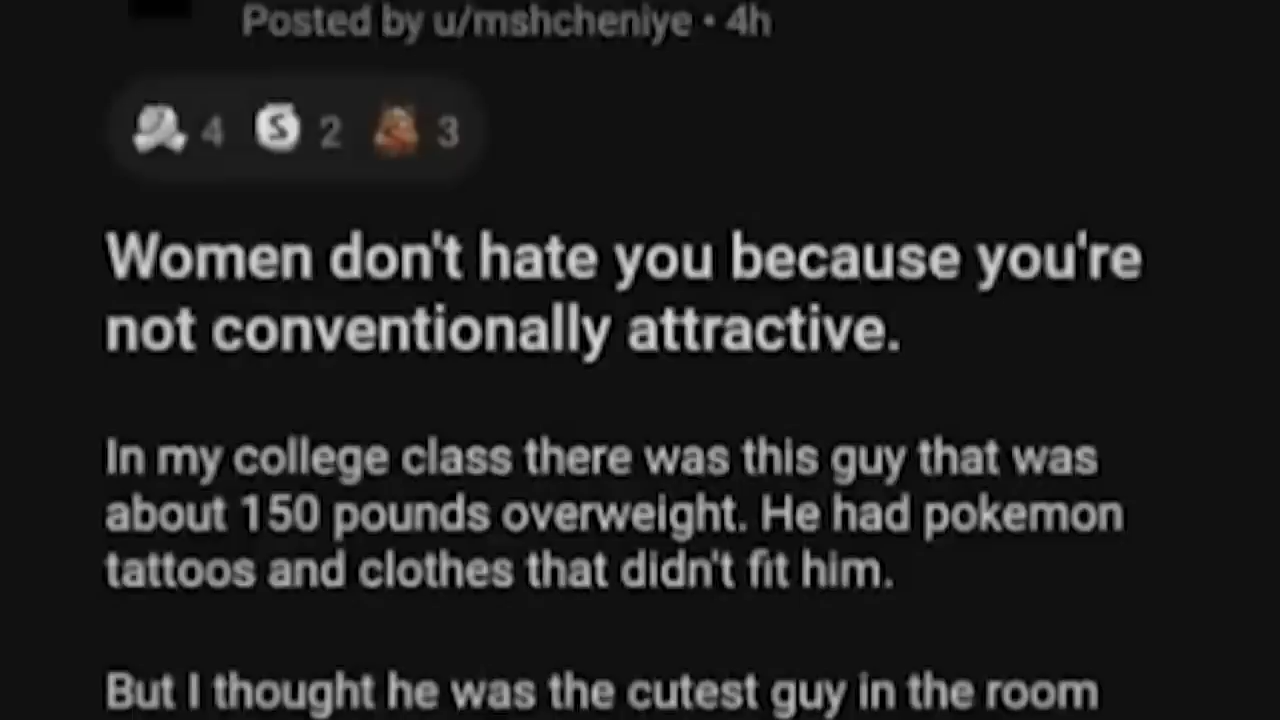 Posted by u/mshcheniye • 4h
4 S 2 3
Women don't hate you because you're
not conventionally attractive.
In my college class there was this guy that was
about 150 pounds overweight. He had pokemon
tattoos and clothes that didn't fit him.
But I thought he was the cutest guy in the room